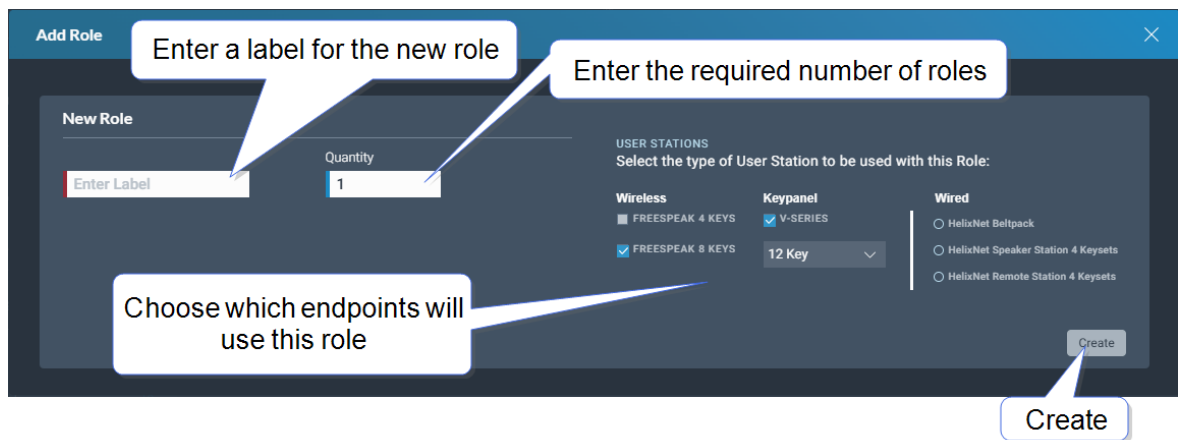 Add Role
Enter a label for the new role
Enter the required number of roles
New Role
Quantity
Enter Label
1
USER STATIONS
Select the type of User Station to be used with this Role:
Wireless
Keypanel
Wired
FREESPEAK 4 KEYS
V-SERIES
HelixNet Beltpack
FREESPEAK 8 KEYS
12 Key
HelixNet Speaker Station 4 Keysets
HelixNet Remote Station 4 Keysets
Choose which endpoints will
use this role
Create
Create